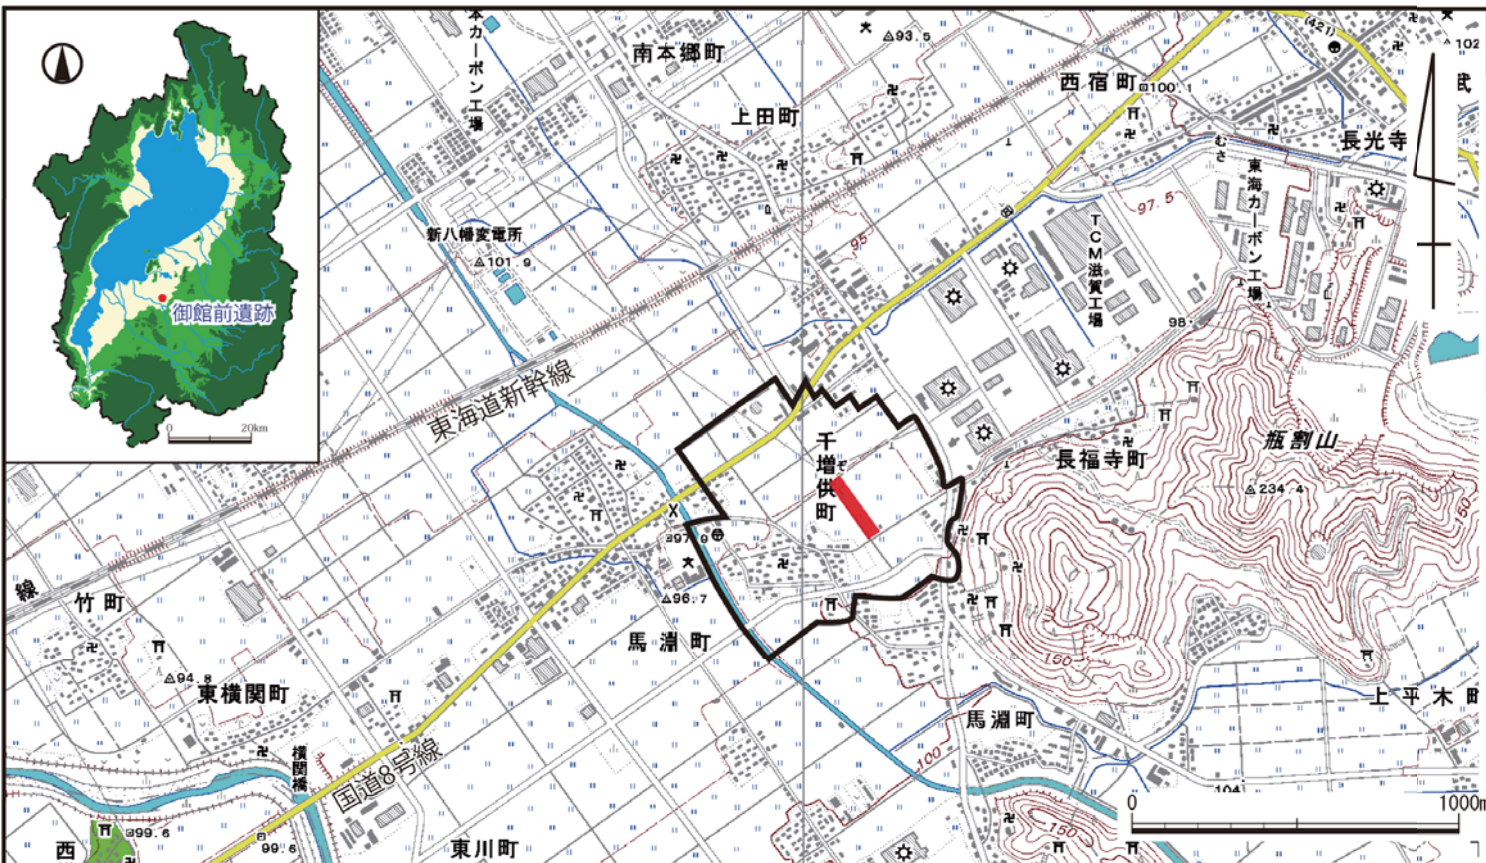 御館前遺跡
0
20km
本カーボン工場
南本郷町
93.5
上田町
西宿町
100.1
(421)
102
武
長光寺
むさ
東海カーボン工場
97.5
TCM滋賀工場
8
95
新八幡変電所
101.9
98
東海道新幹線
千増供町
ぞ
長福寺町
瓶割山
234.4
150
97.9
96.7
馬淵町
線
竹町
94.8
東横関町
横関橋
国道8号線
99.6
99.6
西
東川町
150
馬淵町
100
上平木町
104
150
0
1000m